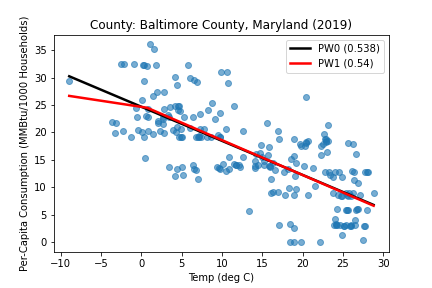 County: Baltimore County, Maryland (2019)
PW0 (0.538)
PW1 (0.54)
Per-Capita Consumption (MMBtu/1000 Households)
35
30
25
20
15
10
5
0
−10 −5 0 5 10 15 20 25 30
Temp (deg C)